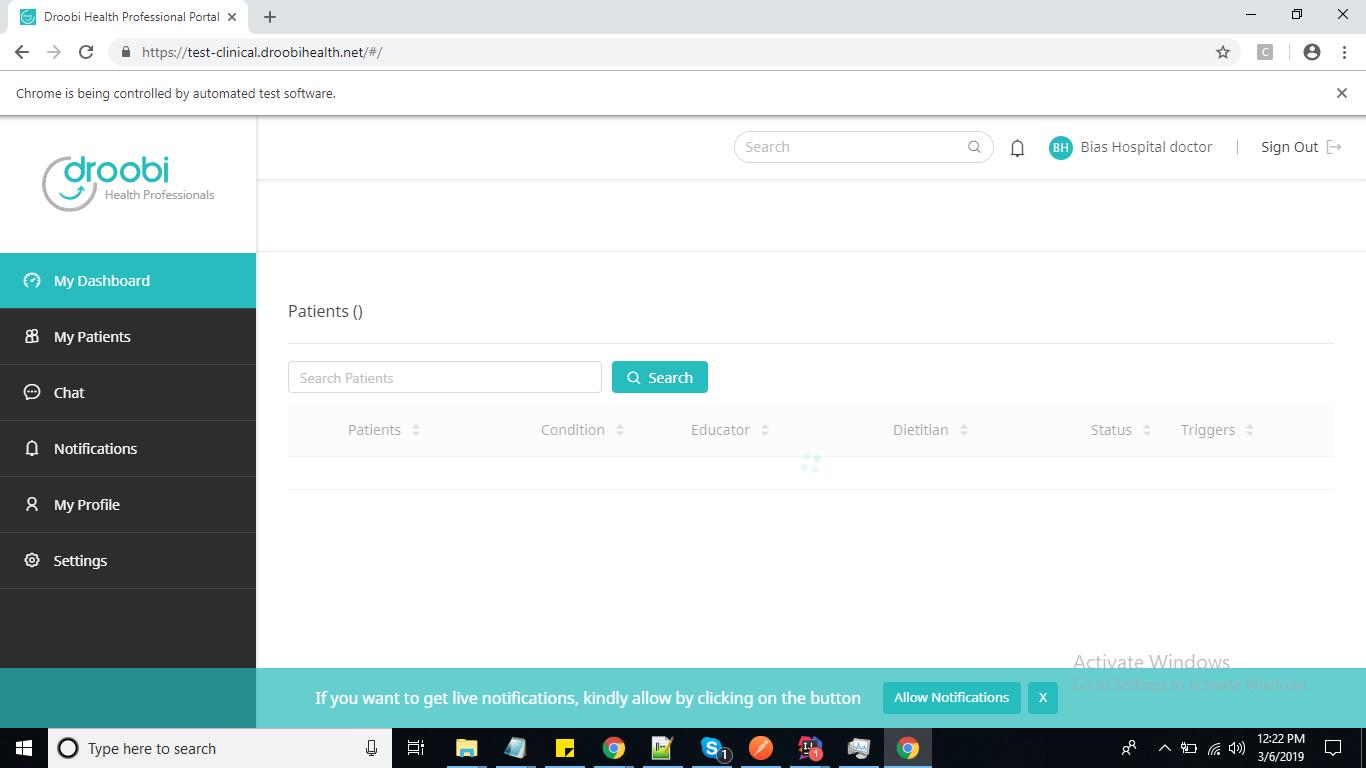 Droobi Health Professional Portal
https://test-clinical.droobihealth.net/#/
C
Chrome is being controlled by automated test software.
droobi
Health Professionals
Search
BH
Bias Hospital doctor
Sign Out
My Dashboard
My Patients
Chat
Notifications
My Profile
Settings
Patients ()
Search Patients
Search
Patients Condition Educator Dietitian Status Triggers
Activate Windows
Go to Settings to activate Windows.
If you want to get live notifications, kindly allow by clicking on the button
Allow Notifications
X
Type here to search
1
1
12:22 PM
3/6/2019